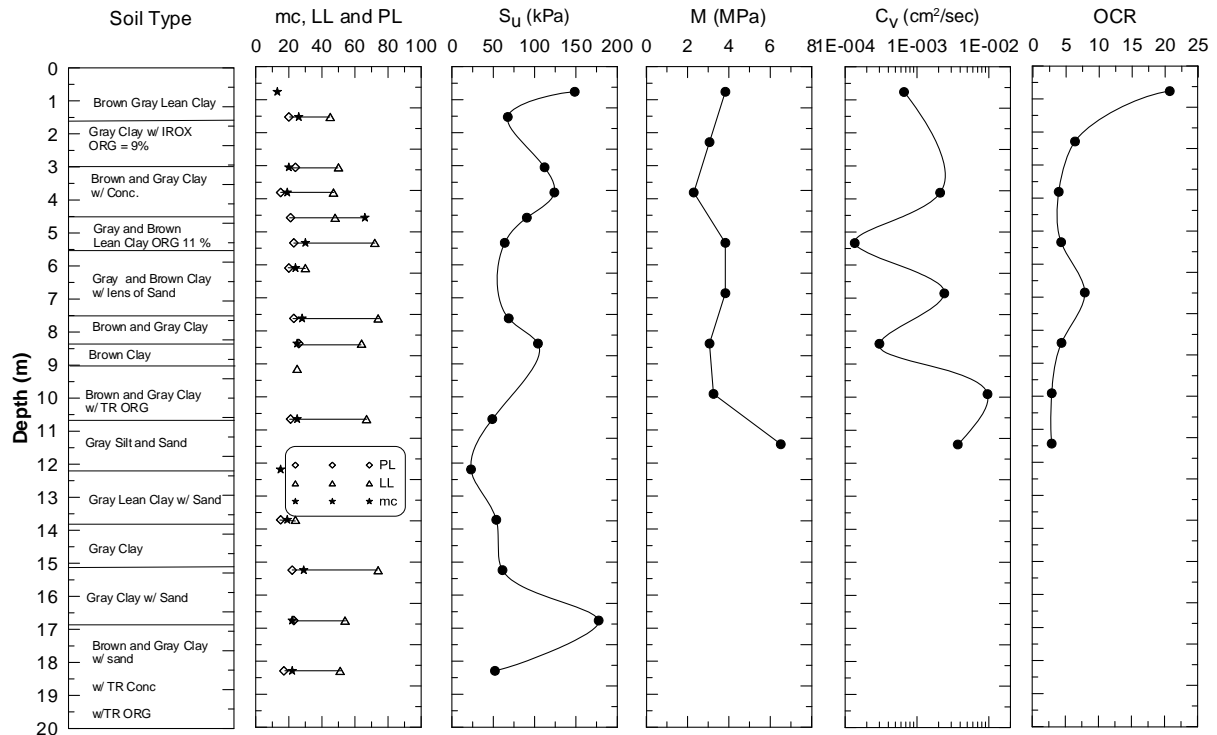 Soil Type
mc, LL and PL
Su (kPa)
M (MPa)
Cv (cm²/sec)
OCR
0 20 40 60 80 100
0 50 100 150 200
0 2 4 6 8
1E-004 1E-003 1E-002
0 5 10 15 20 25
Depth (m)
0
1
2
3
4
5
6
7
8
9
10
11
12
13
14
15
16
17
18
19
20
Brown Gray Lean Clay
Gray Clay w/ IROX
ORG = 9%
Brown and Gray Clay
w/ Conc.
Gray and Brown
Lean Clay ORG 11 %
Gray and Brown Clay
w/ lens of Sand
Brown and Gray Clay
Brown Clay
Brown and Gray Clay
w/ TR ORG
Gray Silt and Sand
Gray Lean Clay w/ Sand
Gray Clay
Gray Clay w/ Sand
Brown and Gray Clay
w/ sand
w/ TR Conc
w/TR ORG
PL
LL
mc